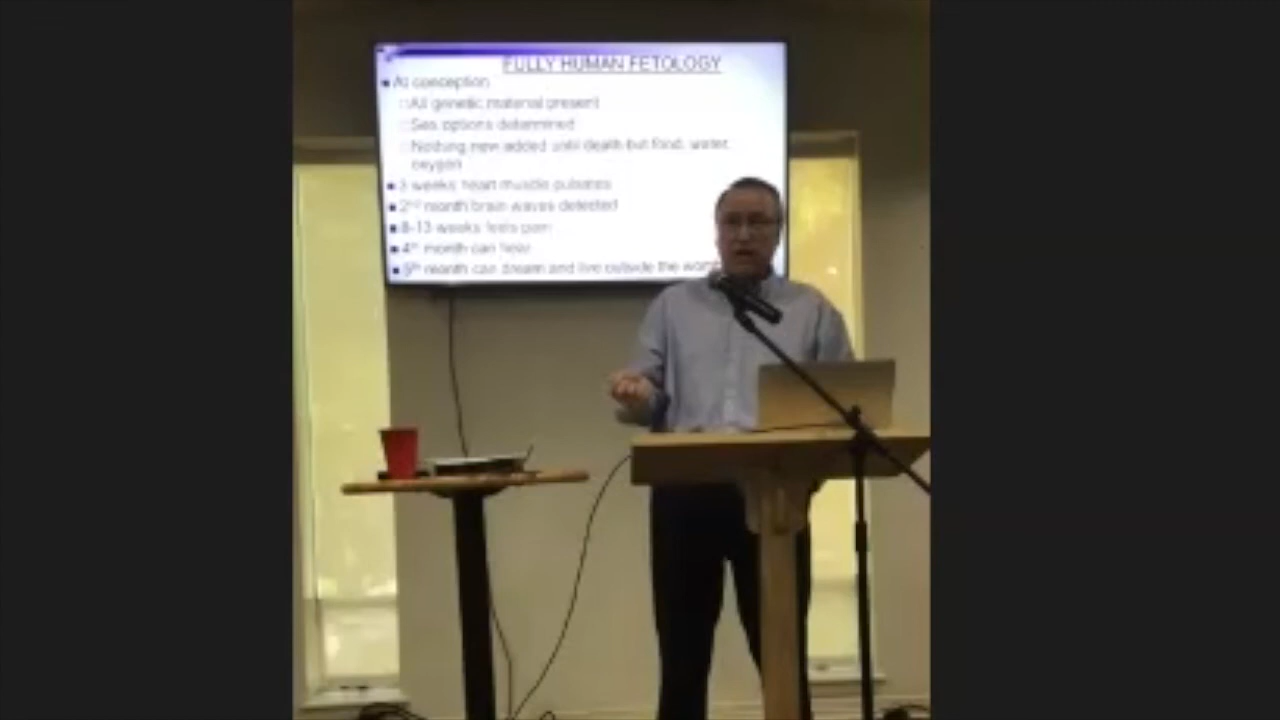 FULLY HUMAN FETOLOGY
At conception
All genetic material present
Sex options determined
Nothing new added until death but food, water,
oxygen
3 weeks heart muscle pulsates
2nd month brain waves detected
8-13 weeks feels pain
4th month can hear
5th month can dream and live outside the womb